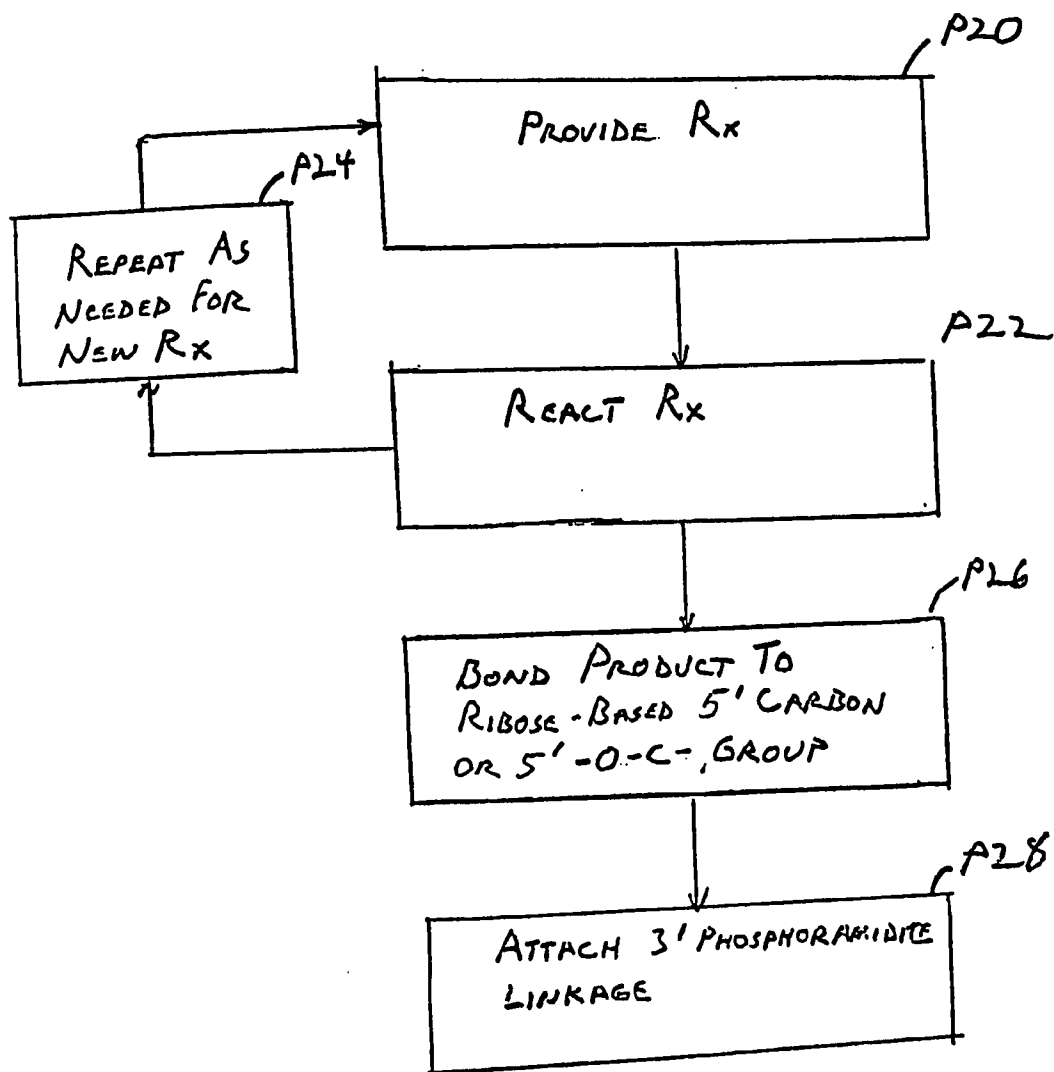 P20
PROVIDE Rx
P24
REPEAT AS
NEEDED FOR
NEW Rx
P22
REACT Rx
P26
BOND PRODUCT TO
RIBOSE-BASED 5' CARBON
OR 5'-O-C- GROUP
P28
ATTACH 3' PHOSPHORAMIDITE
LINKAGE